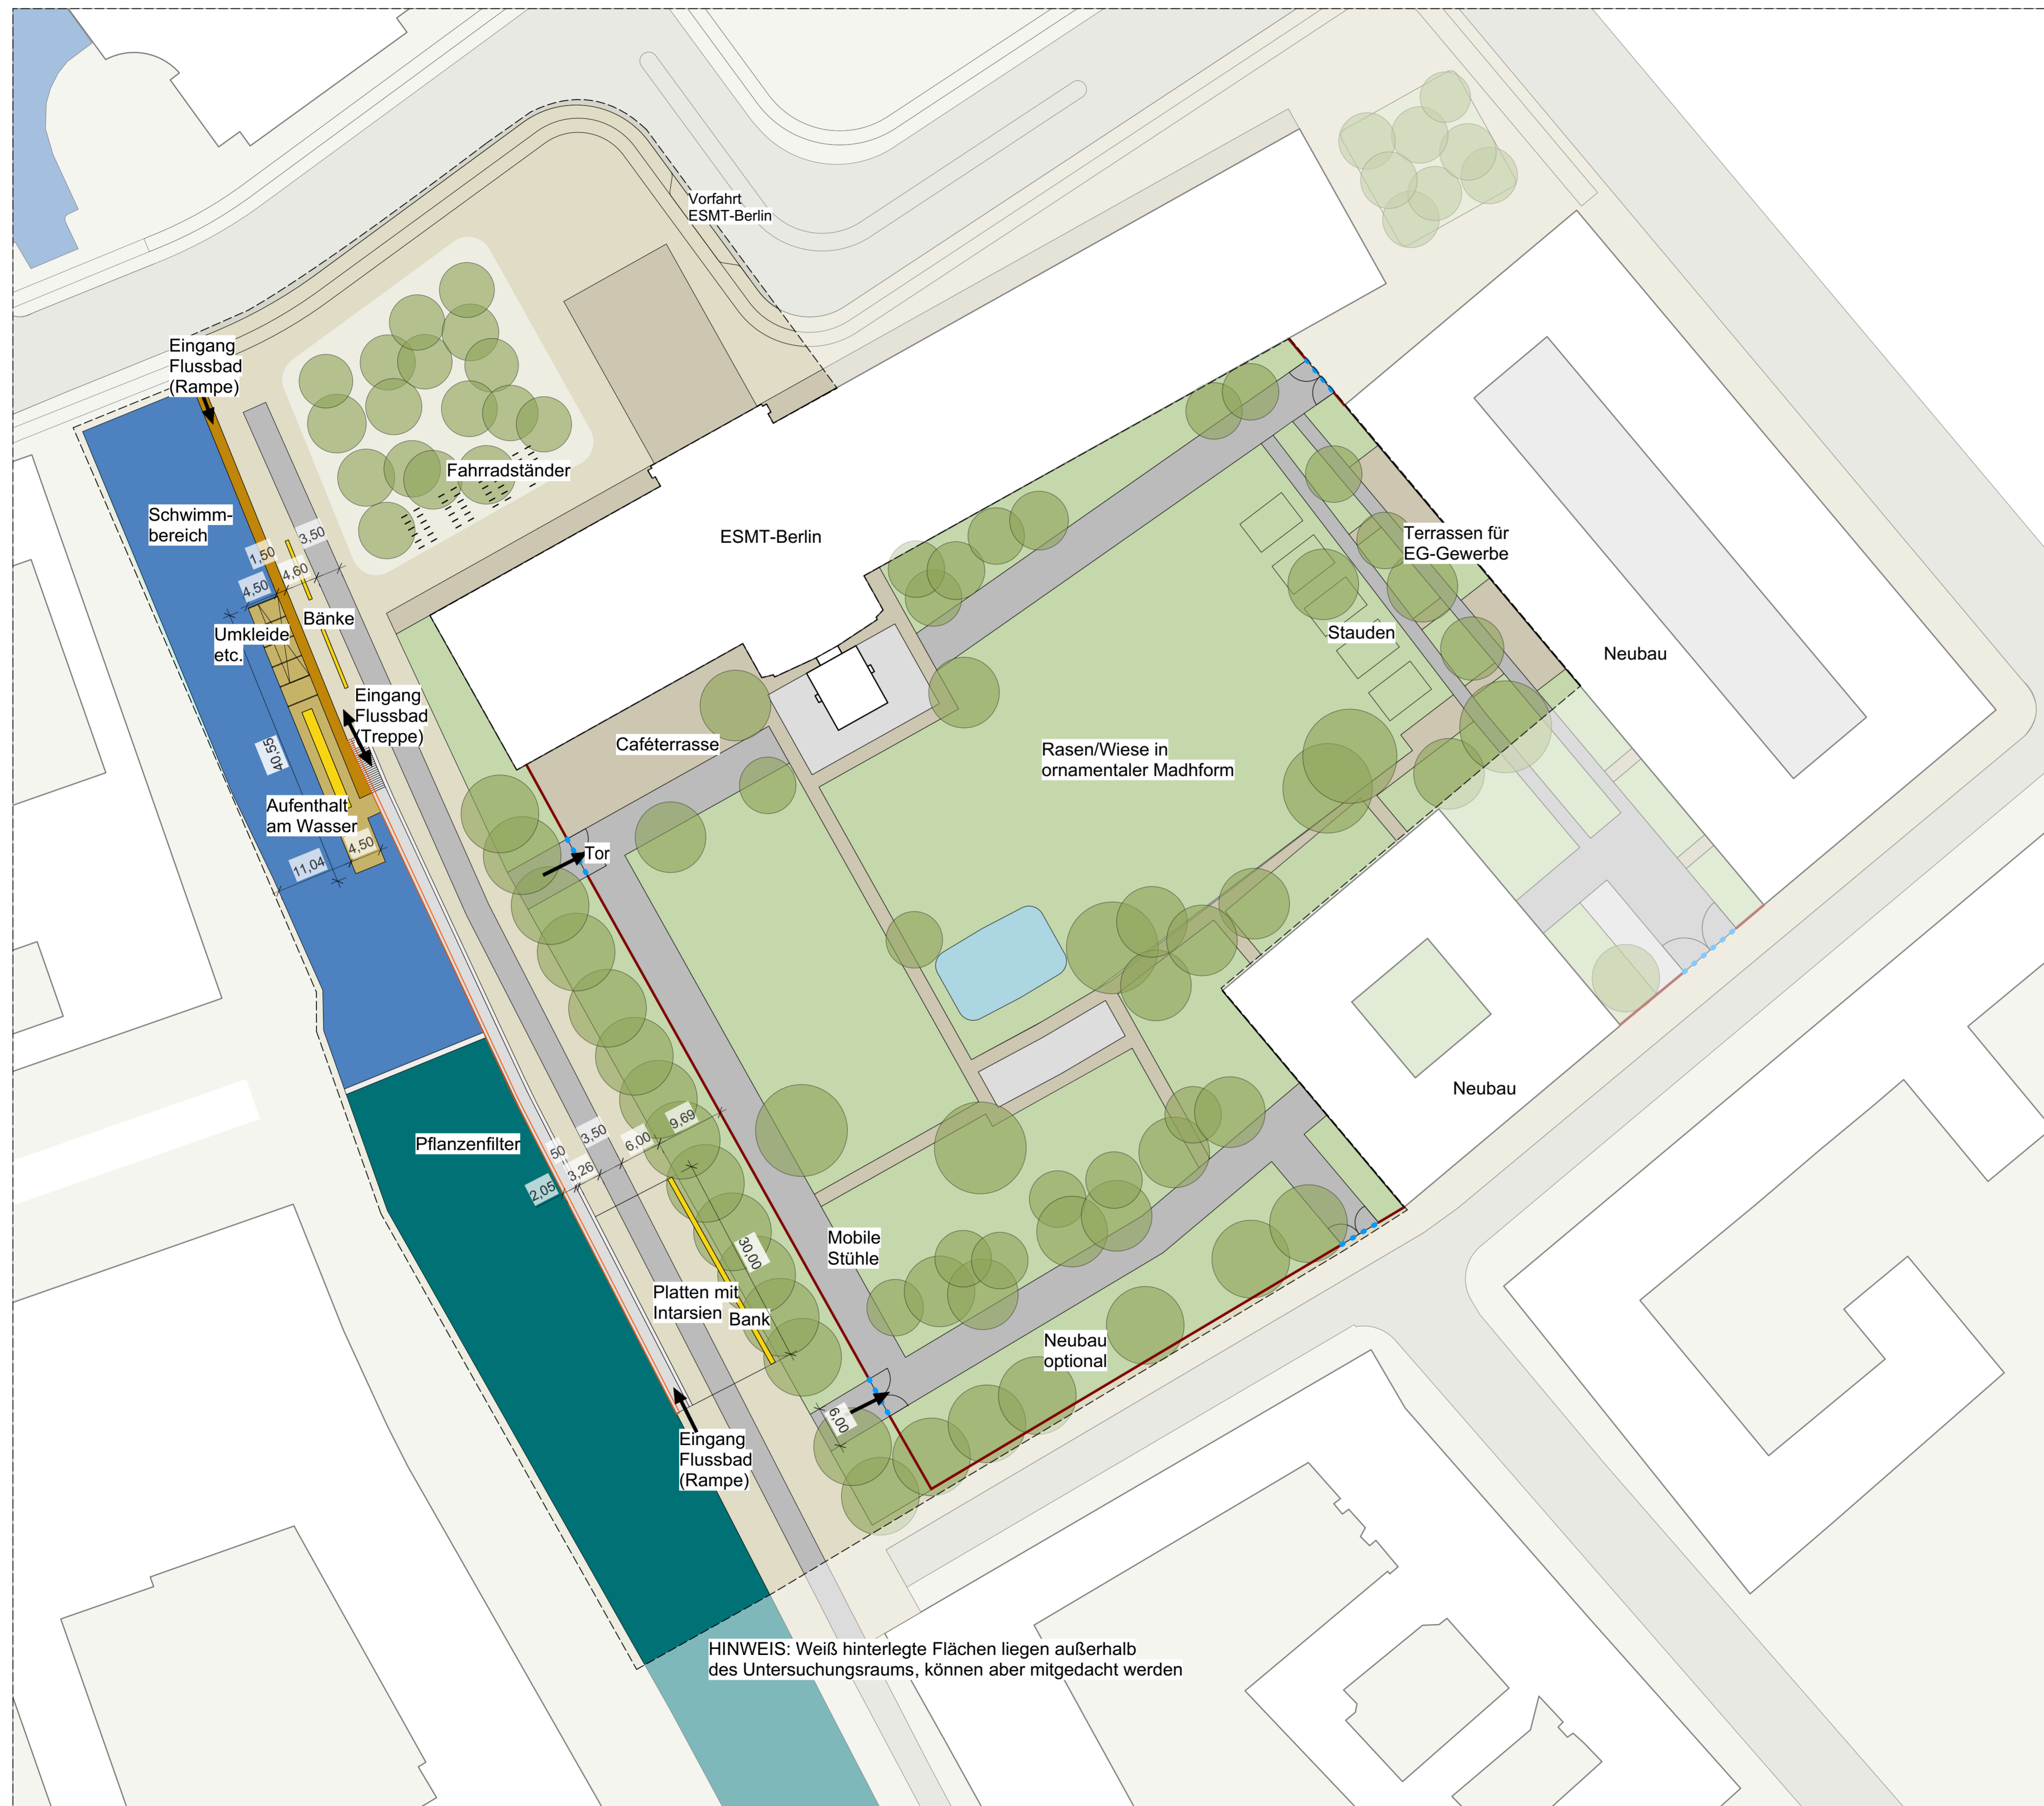 Vorfahrt
ESMT-Berlin
Eingang
Flussbad
(Rampe)
Fahrradständer
Schwimm-
bereich
ESMT-Berlin
Terrassen für
EG-Gewerbe
3,50
1,50
4,60
4,50
Bänke
Umkleide
etc.
Stauden
Neubau
Eingang
Flussbad
(Treppe)
Caféterrasse
Rasen/Wiese in
ornamentaler Madhform
40,55
Aufenthalt
am Wasser
4,50
11,04
Tor
Neubau
Pflanzenfilter
9,69
6,00
3,50
50
3,26
2,05
30,00
Mobile
Stühle
Platten mit
Intarsien
Bank
Neubau
optional
6,00
Eingang
Flussbad
(Rampe)
HINWEIS: Weiß hinterlegte Flächen liegen außerhalb
des Untersuchungsraums, können aber mitgedacht werden